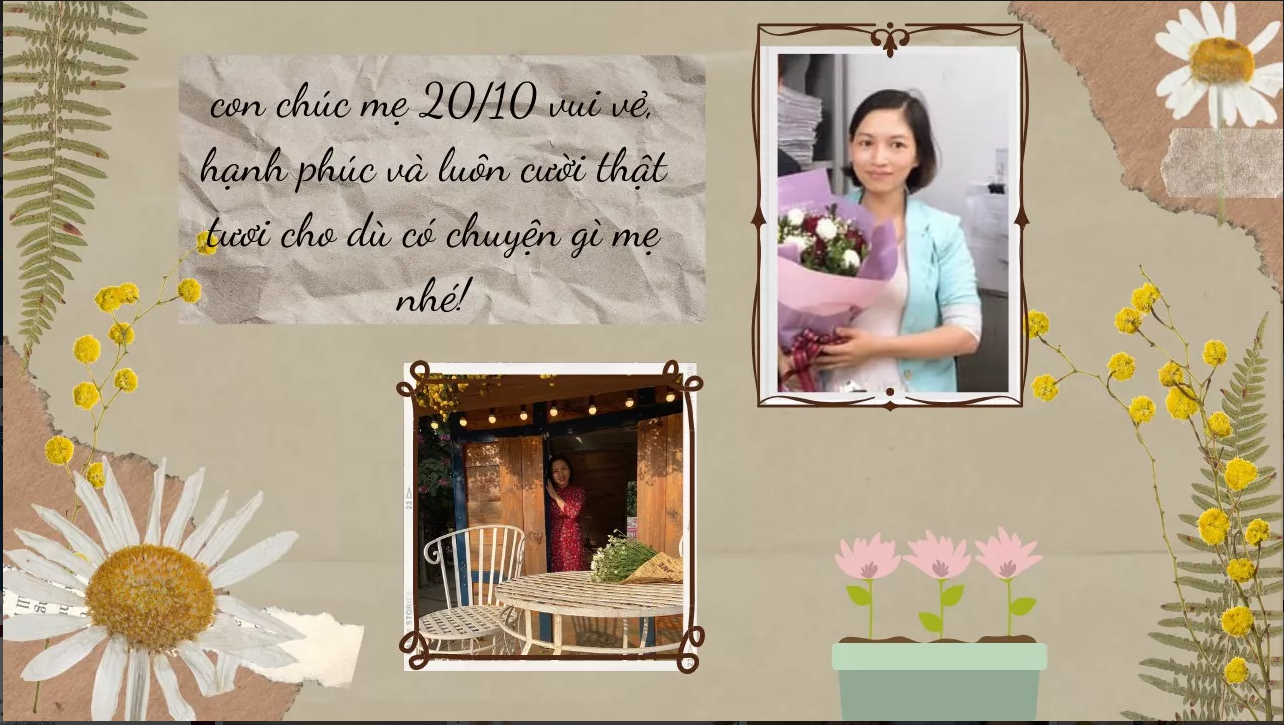 con chúc mẹ 20/10 vui vẻ,
hạnh phúc và luôn cười thật
tươi cho dù có chuyện gì mẹ
nhé!